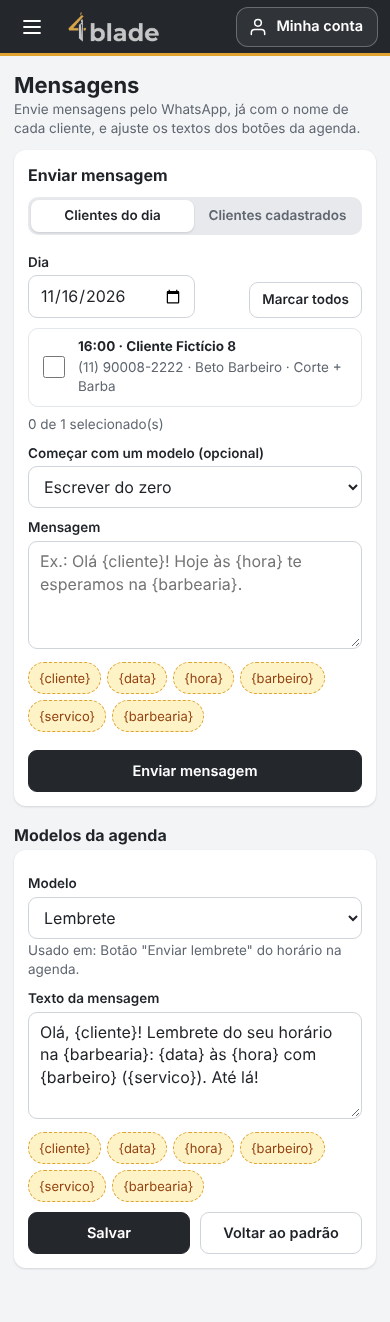 4blade
Minha conta
Mensagens
Envie mensagens pelo WhatsApp, já com o nome de
cada cliente, e ajuste os textos dos botões da agenda.
Enviar mensagem
Clientes do dia
Clientes cadastrados
Dia
11/16/2026
Marcar todos
16:00 · Cliente Fictício 8
(11) 90008-2222 · Beto Barbeiro · Corte +
Barba
0 de 1 selecionado(s)
Começar com um modelo (opcional)
Escrever do zero
Mensagem
Ex.: Olá {cliente}! Hoje às {hora} te
esperamos na {barbearia}.
{cliente} {data} {hora} {barbeiro}
{servico} {barbearia}
Enviar mensagem
Modelos da agenda
Modelo
Lembrete
Usado em: Botão "Enviar lembrete" do horário na
agenda.
Texto da mensagem
Olá, {cliente}! Lembrete do seu horário
na {barbearia}: {data} às {hora} com
{barbeiro} ({servico}). Até lá!
{cliente} {data} {hora} {barbeiro}
{servico} {barbearia}
Salvar
Voltar ao padrão